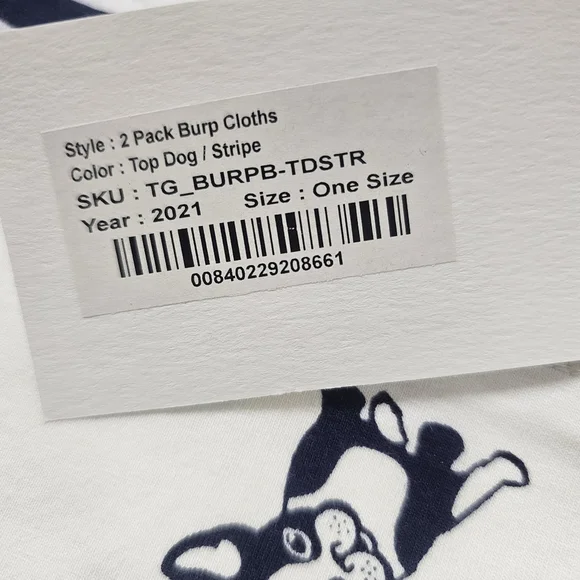 Style : 2 Pack Burp Cloths
Color : Top Dog / Stripe
SKU : TG_BURPB-TDSTR
Year : 2021 Size : One Size
00840229208661